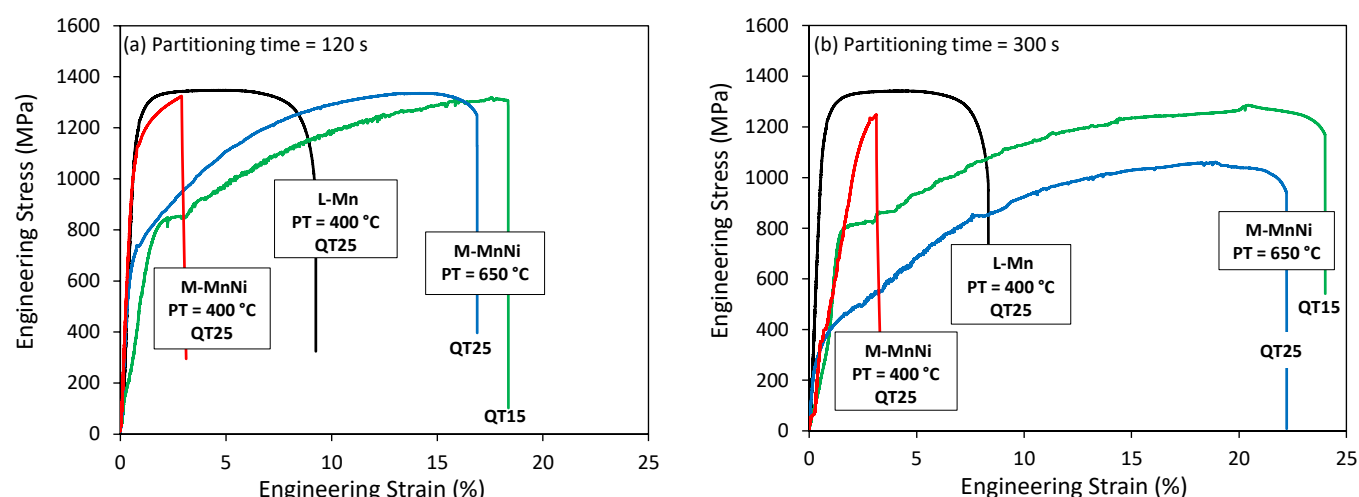 (a) Partitioning time = 120 s
Engineering Stress (MPa)
1600
1400
1200
1000
800
600
400
200
0
0
5
10
15
20
25
Engineering Strain (%)
L-Mn
PT = 400 °C
QT25
M-MnNi
PT = 650 °C
M-MnNi
PT = 400 °C
QT25
QT25
QT15
(b) Partitioning time = 300 s
Engineering Stress (MPa)
1600
1400
1200
1000
800
600
400
200
0
0
5
10
15
20
25
Engineering Strain (%)
M-MnNi
PT = 650 °C
L-Mn
PT = 400 °C
QT25
M-MnNi
PT = 400 °C
QT25
QT15
QT25